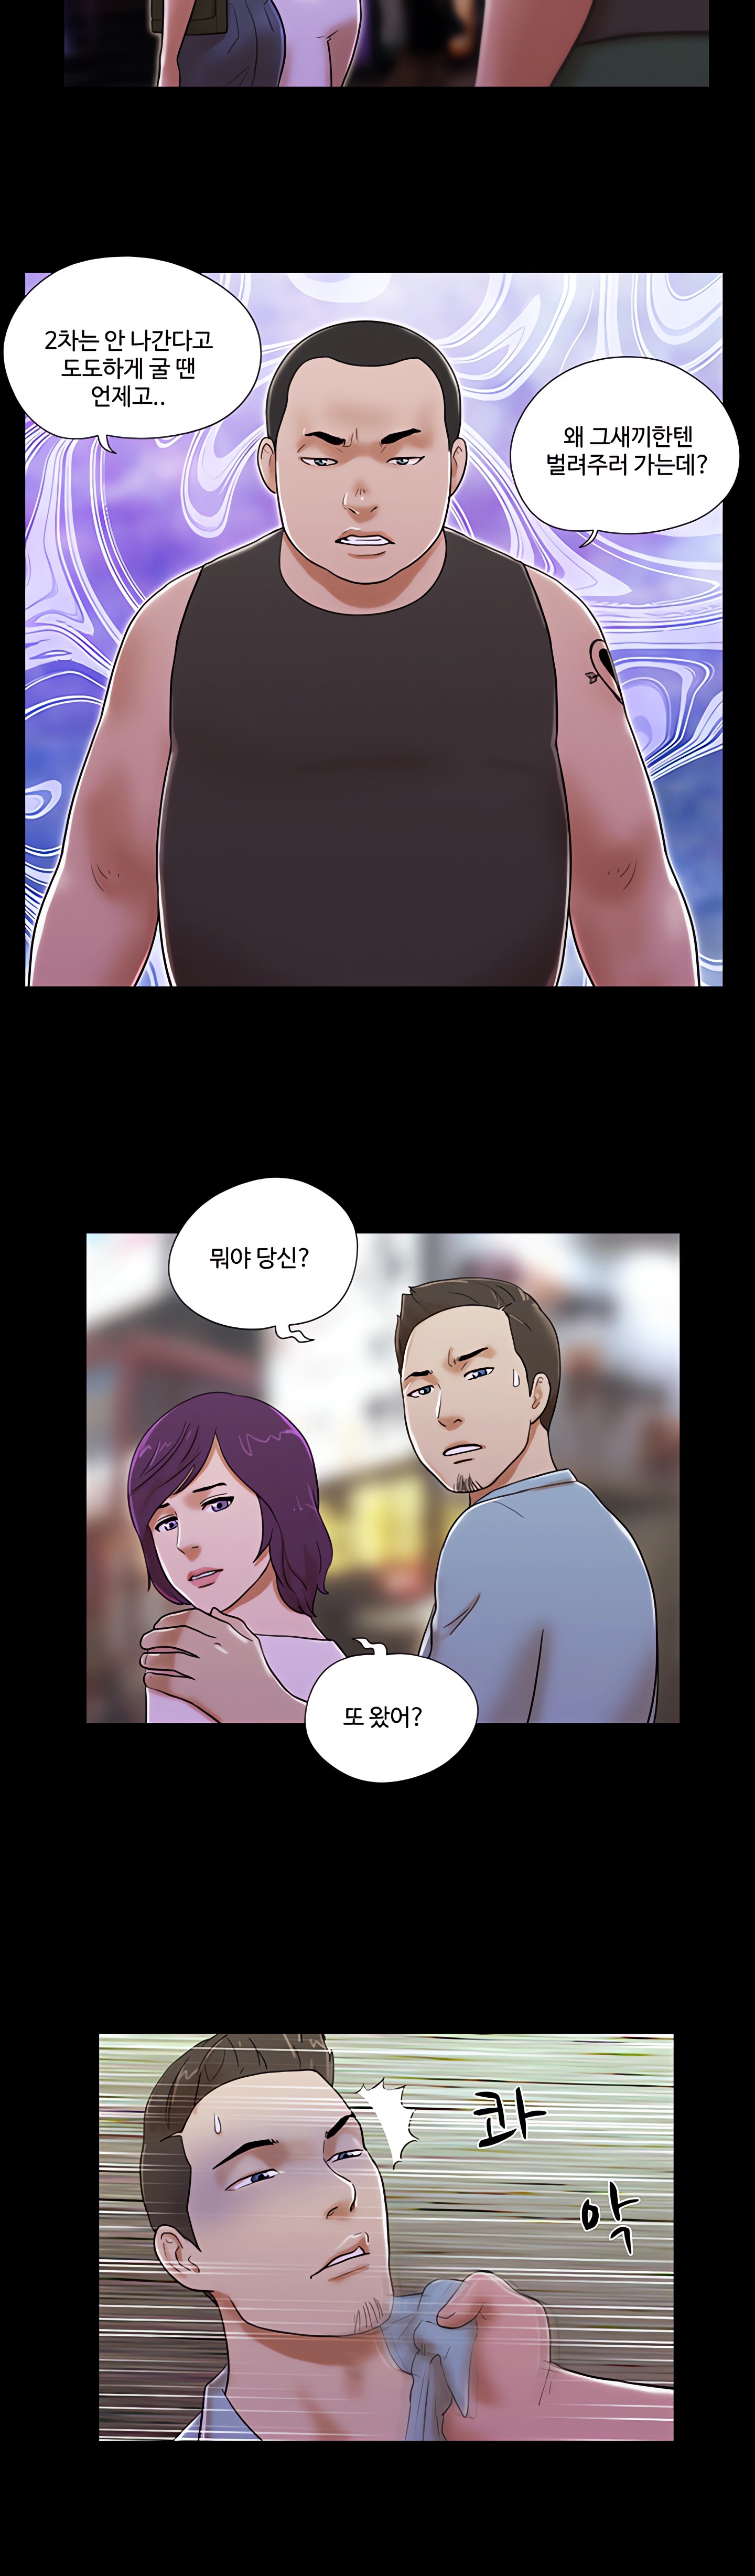 2차는 안 나간다고
도도하게 굴 땐
언제고..
왜 그새끼한텐
벌려주러 가는데?
뭐야 당신?
또 왔어?
콰
악